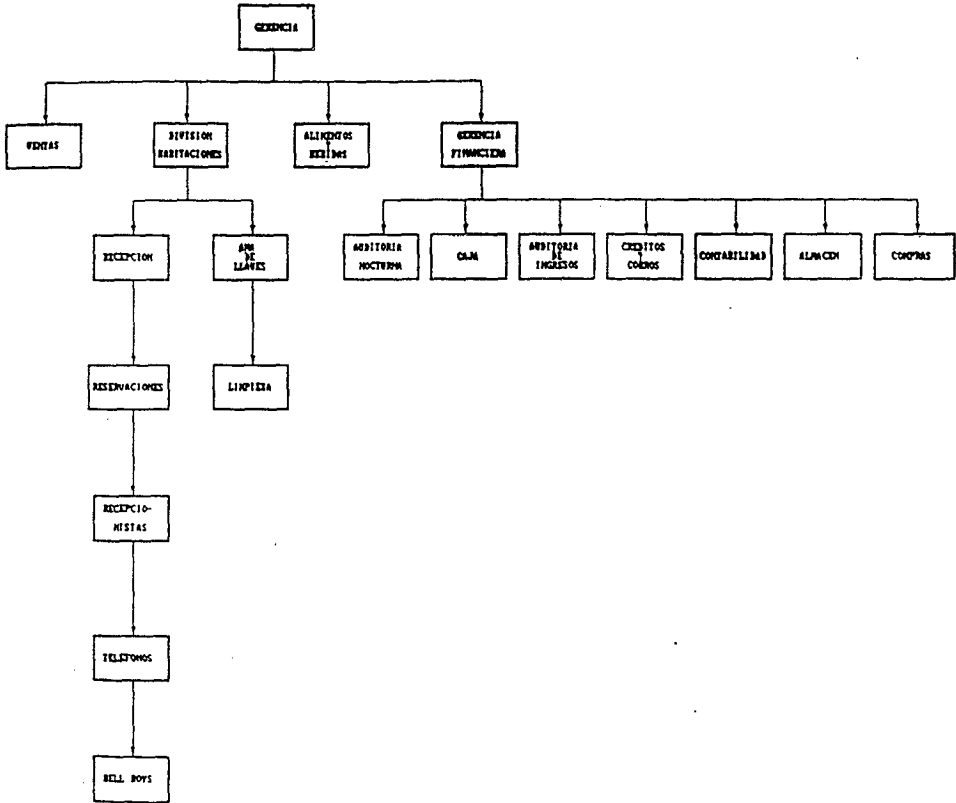 GERENCIA
VENTAS
DIVISION
HABITACIONES
ALIMENTOS
Y
BEBIDAS
GERENCIA
FINANCIERA
RECEPCION
AMA
DE
LLAVES
AUDITORIA
NOCTURNA
CAJA
AUDITORIA
DE
INGRESOS
CREDITOS
Y
COBROS
CONTABILIDAD
ALMACEN
COMPRAS
RESERVACIONES
LIMPIEZA
RECEPCIO-
NISTAS
TELEFONOS
BELL BOYS